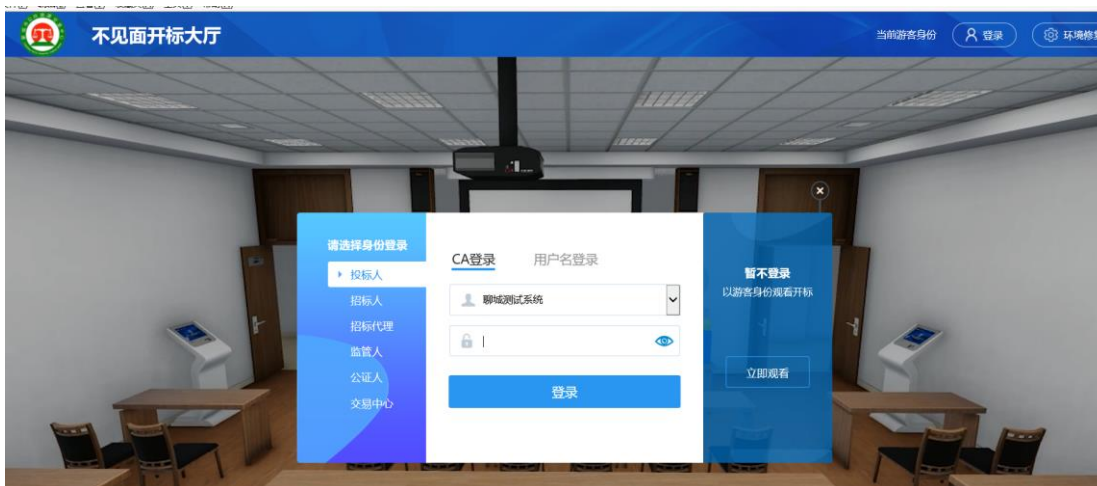 不见面开标大厅
当前游客身份
登录
环境修复
请选择身份登录
投标人
招标人
招标代理
监管人
公证人
交易中心
CA登录
用户名登录
聊城测试系统
登录
暂不登录
以游客身份观看开标
立即观看